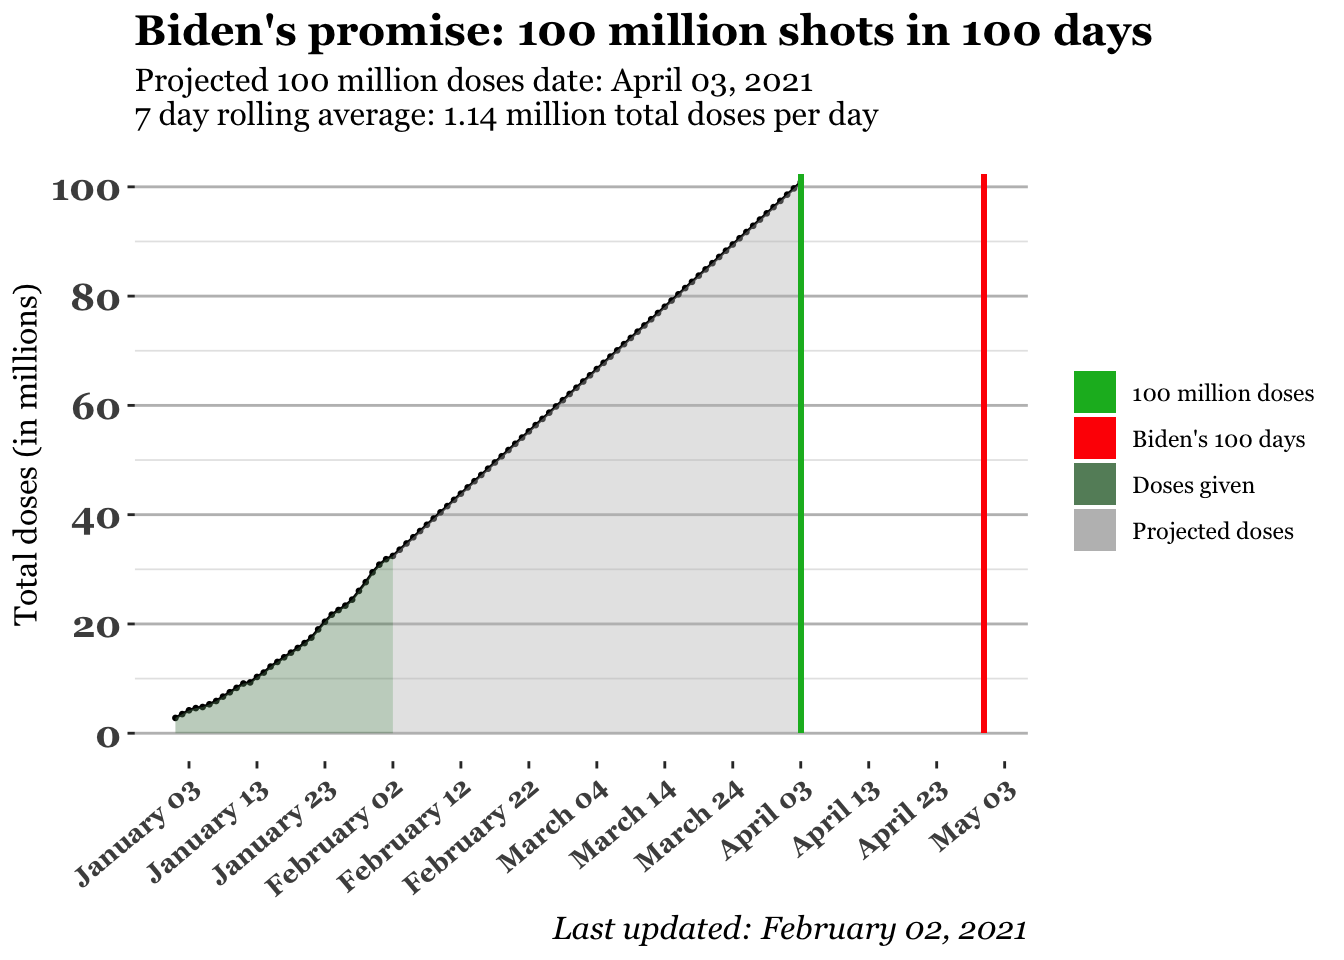 Biden's promise: 100 million shots in 100 days
Projected 100 million doses date: April 03, 2021
7 day rolling average: 1.14 million total doses per day
Total doses (in millions)
100
80
60
40
20
0
January 03
January 13
January 23
February 02
February 12
February 22
March 04
March 14
March 24
April 03
April 13
April 23
May 03
100 million doses
Biden's 100 days
Doses given
Projected doses
Last updated: February 02, 2021